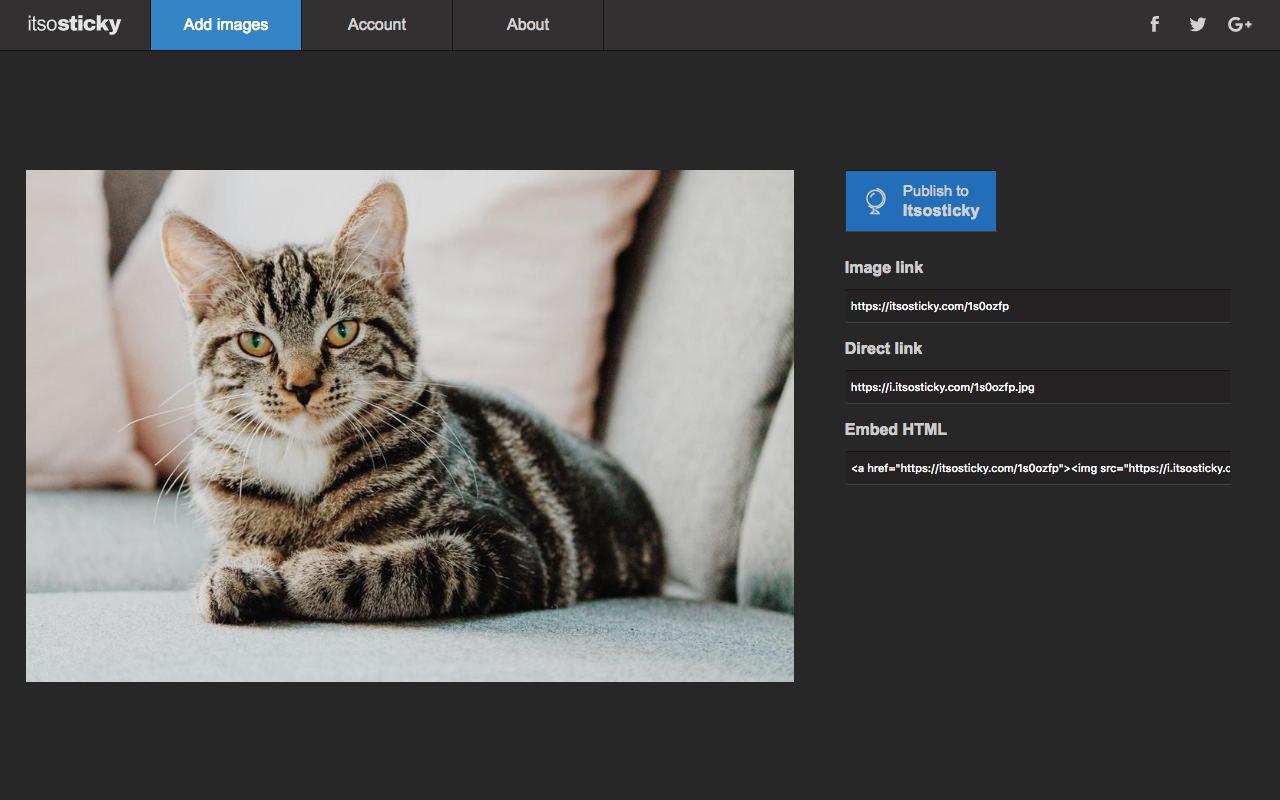 itsosticky
Add images
Account
About
Publish to
Itsosticky
Image link
https://itsosticky.com/1s0ozfp
Direct link
https://i.itsosticky.com/1s0ozfp.jpg
Embed HTML
<a href="https://itsosticky.com/1s0ozfp"><img src="https://i.itsosticky.c